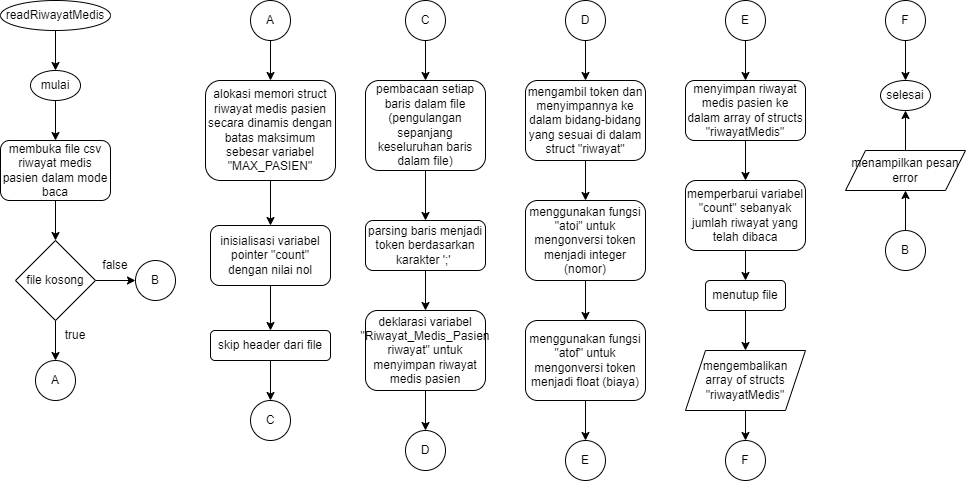 readRiwayatMedis
mulai
membuka file csv
riwayat medis
pasien dalam mode
baca
file kosong
false
B
true
A
A
alokasi memori struct
riwayat medis pasien
secara dinamis dengan
batas maksimum
sebesar variabel
"MAX_PASIEN"
inisialisasi variabel
pointer "count"
dengan nilai nol
skip header dari file
C
C
pembacaan setiap
baris dalam file
(pengulangan
sepanjang
keseluruhan baris
dalam file)
parsing baris menjadi
token berdasarkan
karakter ';'
deklarasi variabel
"Riwayat_Medis_Pasien
riwayat" untuk
menyimpan riwayat
medis pasien
D
D
mengambil token dan
menyimpannya ke
dalam bidang-bidang
yang sesuai di dalam
struct "riwayat"
menggunakan fungsi
"atoi" untuk
mengonversi token
menjadi integer
(nomor)
menggunakan fungsi
"atof" untuk
mengonversi token
menjadi float (biaya)
E
E
menyimpan riwayat
medis pasien ke
dalam array of structs
"riwayatMedis"
memperbarui variabel
"count" sebanyak
jumlah riwayat yang
telah dibaca
menutup file
mengembalikan
array of structs
"riwayatMedis"
F
F
selesai
menampilkan pesan
error
B